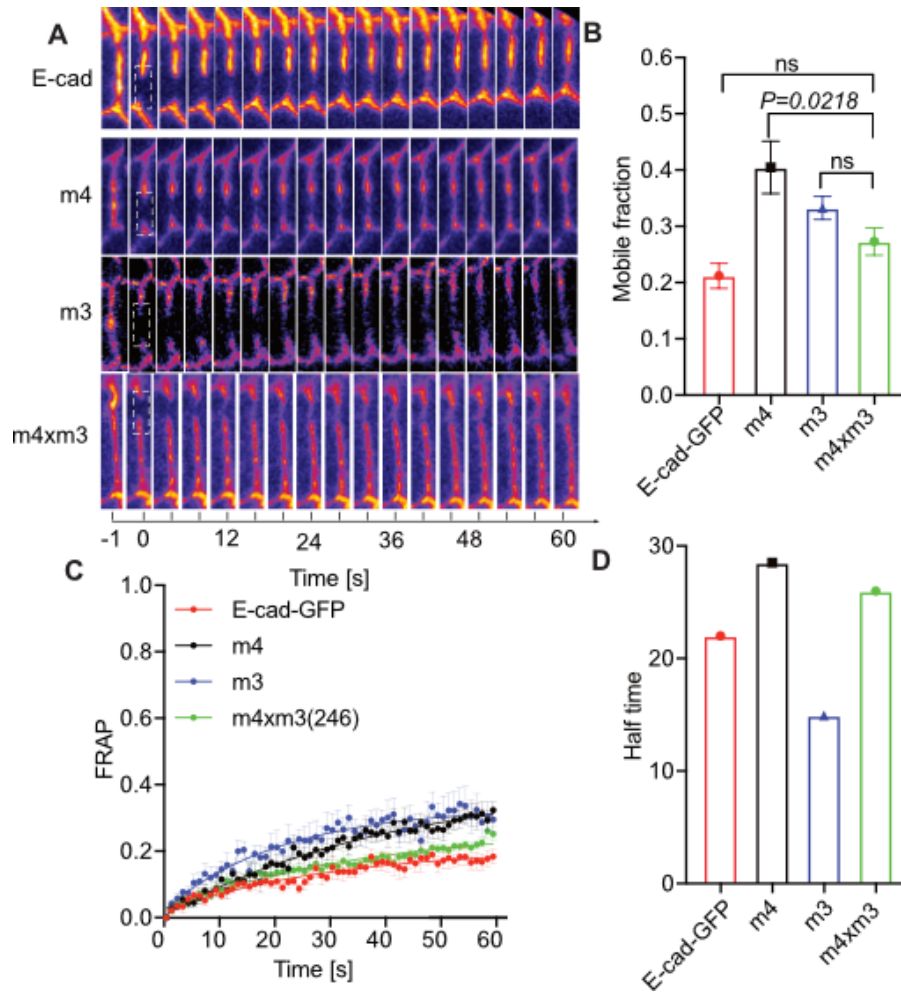 A
E-cad
m4
m3
m4xm3
-1 0 12 24 36 48 60
Time [s]
B
ns
P=0.0218
ns
0.6
0.5
0.4
0.3
0.2
0.1
0.0
Mobile fraction
E-cad-GFP
m4
m3
m4xm3
C
1.0
0.8
0.6
0.4
0.2
0.0
FRAP
E-cad-GFP
m4
m3
m4xm3(246)
0 10 20 30 40 50 60
Time [s]
D
30
20
10
0
Half time
E-cad-GFP
m4
m3
m4xm3